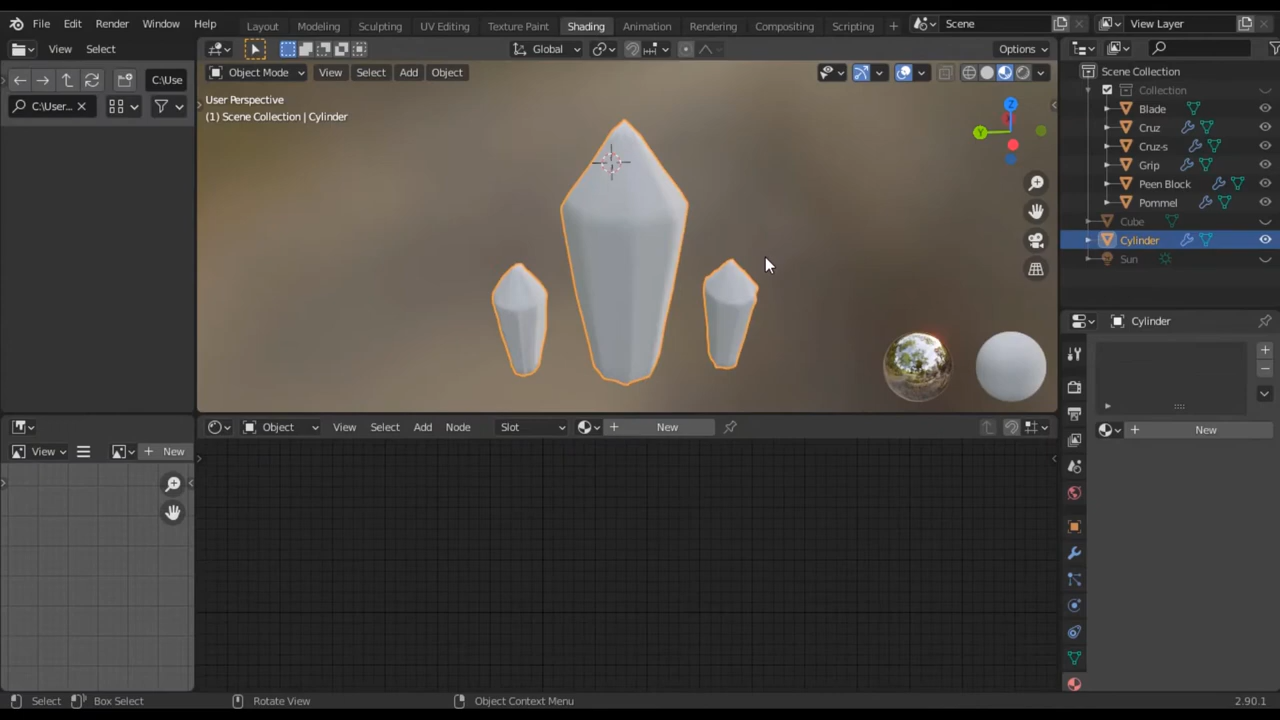 File Edit Render Window Help Layout Modeling Sculpting UV Editing Texture Paint Shading Animation Rendering Compositing Scripting + Scene View Layer
View Select Global Options
C:\Use Object Mode View Select Add Object Scene Collection
C:\User... Collection
User Perspective Blade
(1) Scene Collection | Cylinder Cruz
Z Cruz-s
Y Grip
Peen Block
Pommel
Cube
Cylinder
Sun
Cylinder
Object View Select Add Node Slot + New + New
View + New
Select Box Select Rotate View Object Context Menu 2.90.1